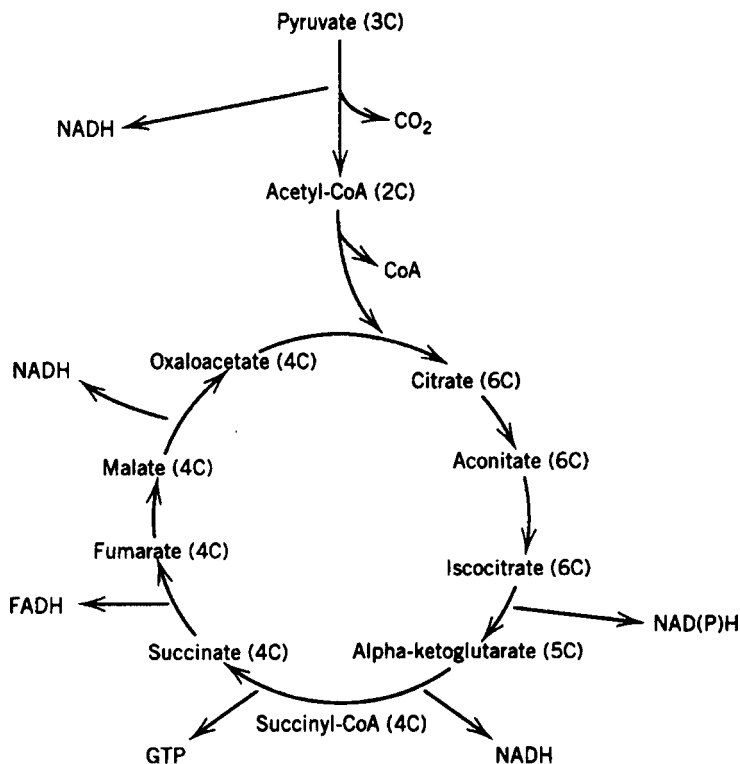 Pyruvate (3C)
NADH
CO₂
Acetyl-CoA (2C)
CoA
Oxaloacetate (4C)
NADH
Citrate (6C)
Malate (4C)
Aconitate (6C)
Fumarate (4C)
Iscocitrate (6C)
FADH
NAD(P)H
Succinate (4C)
Alpha-ketoglutarate (5C)
Succinyl-CoA (4C)
GTP
NADH